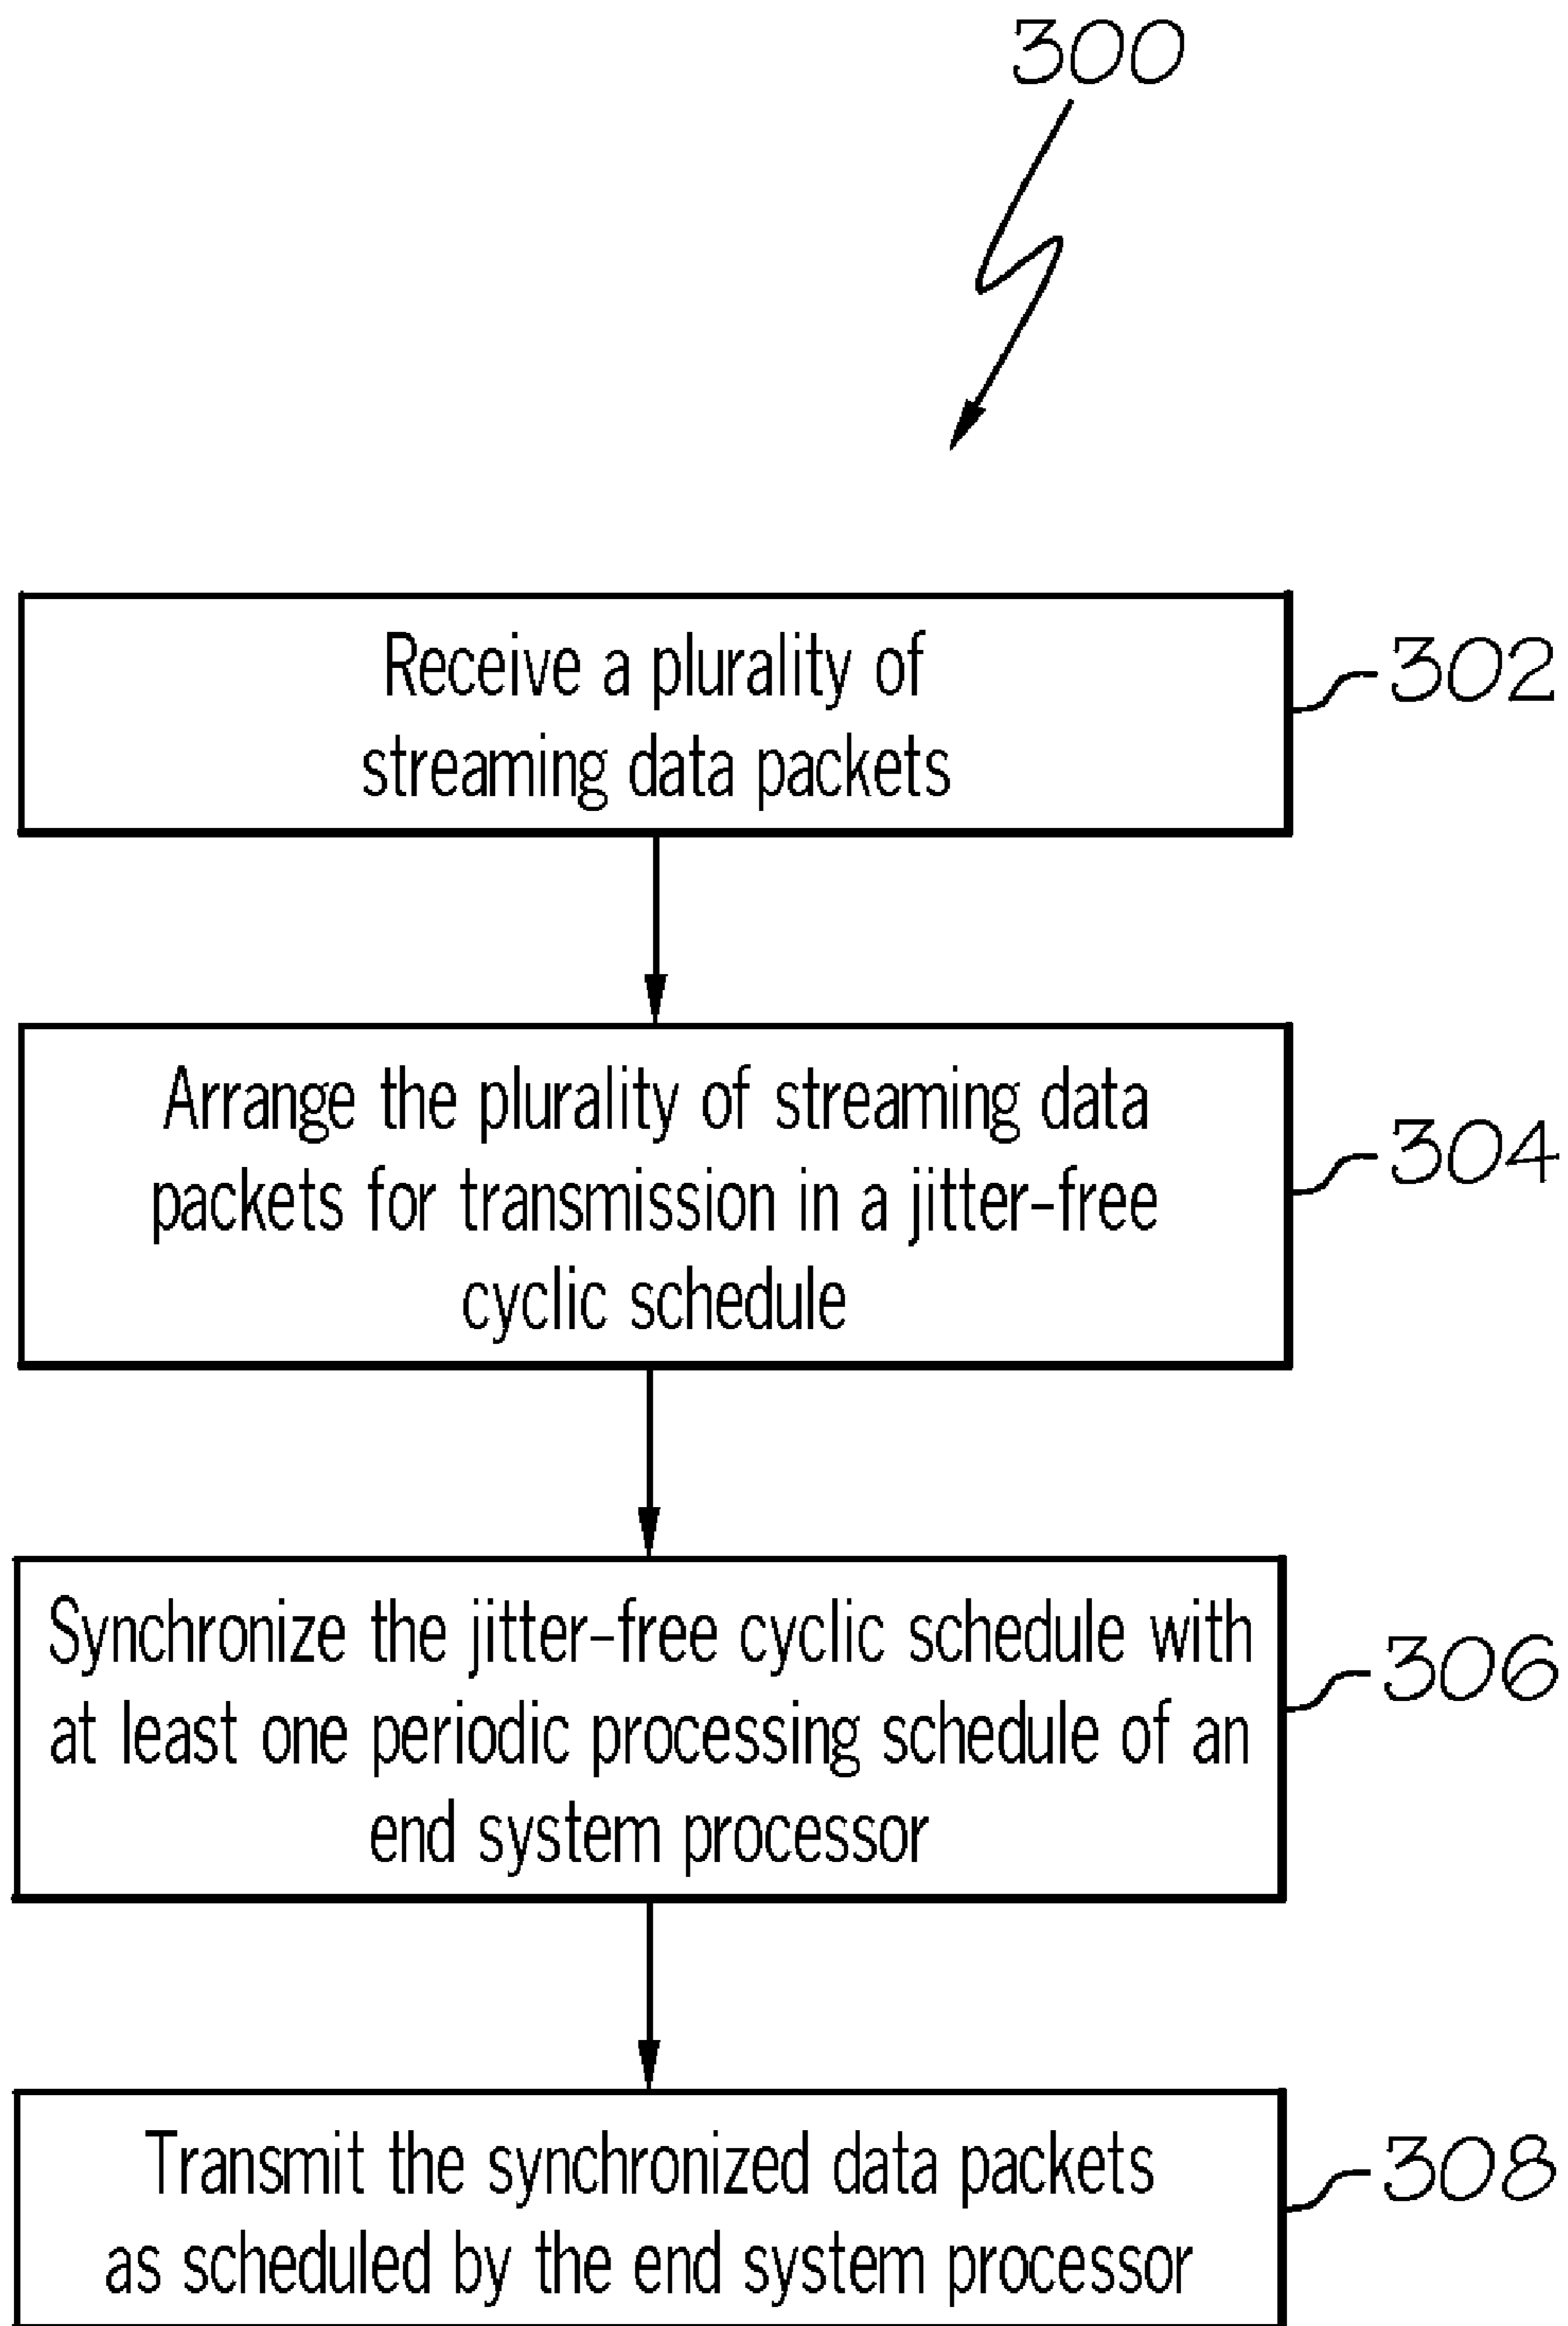 300
Receive a plurality of
streaming data packets
302
Arrange the plurality of streaming data
packets for transmission in a jitter-free
cyclic schedule
304
Synchronize the jitter-free cyclic schedule with
at least one periodic processing schedule of an
end system processor
306
Transmit the synchronized data packets
as scheduled by the end system processor
308